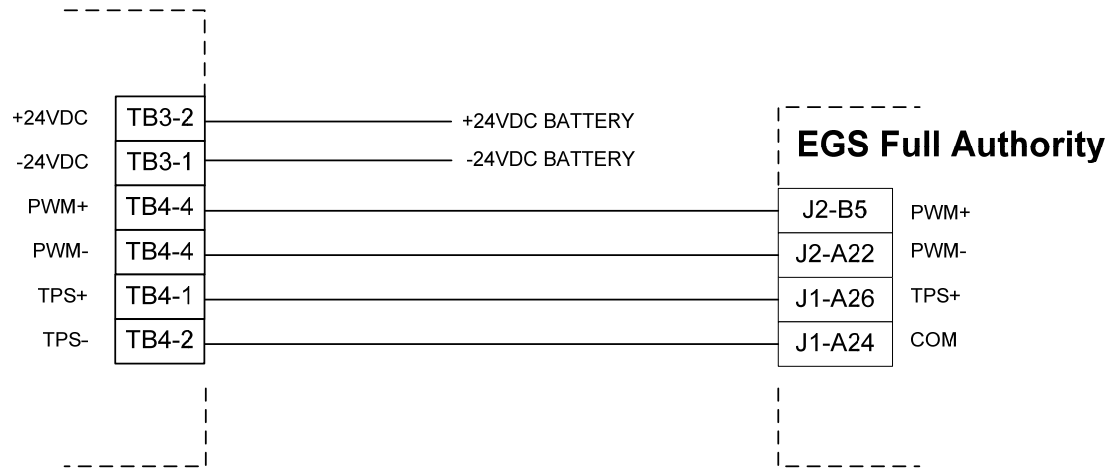 +24VDC TB3-2 +24VDC BATTERY
-24VDC TB3-1 -24VDC BATTERY
EGS Full Authority
PWM+ TB4-4 J2-B5 PWM+
PWM- TB4-4 J2-A22 PWM-
TPS+ TB4-1 J1-A26 TPS+
TPS- TB4-2 J1-A24 COM